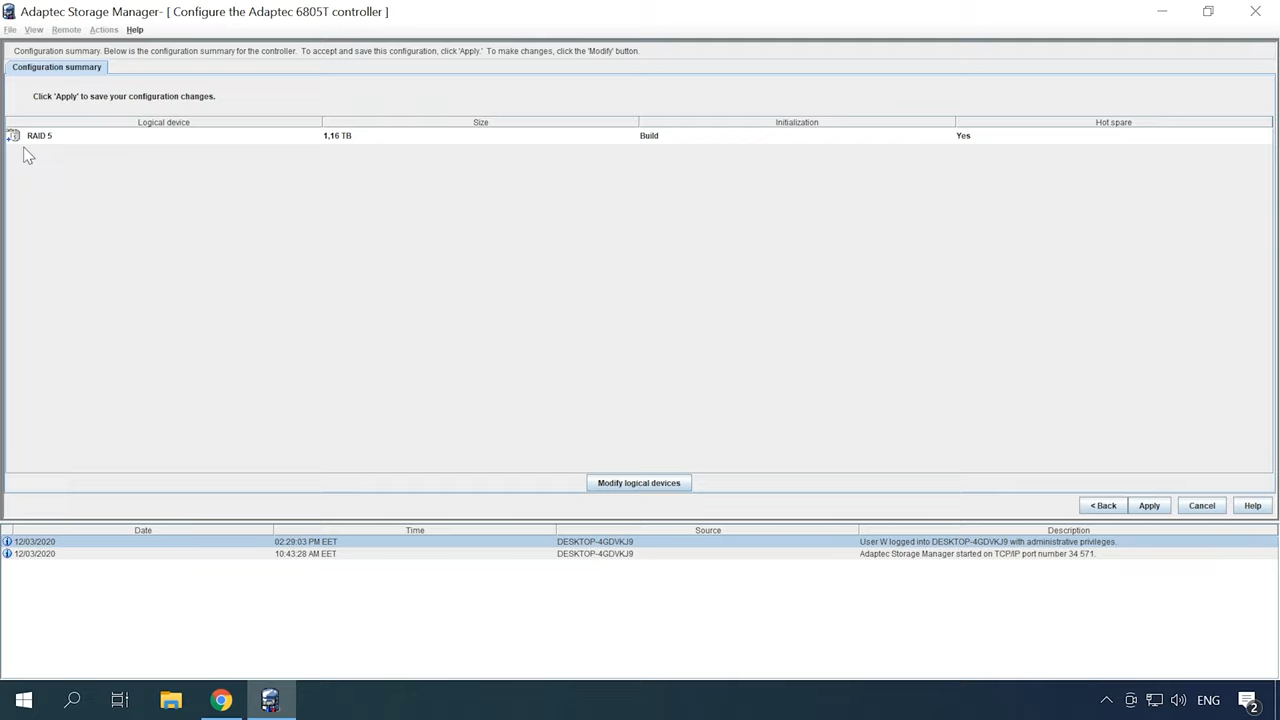 Adaptec Storage Manager- [ Configure the Adaptec 6805T controller ]
File View Remote Actions Help
Configuration summary. Below is the configuration summary for the controller. To accept and save this configuration, click 'Apply.' To make changes, click the 'Modify' button.
Configuration summary
Click 'Apply' to save your configuration changes.
Logical device Size Initialization Hot spare
RAID 5 1,16 TB Build Yes
Modify logical devices
< Back Apply Cancel Help
Date Time Source Description
12/03/2020 02:29:03 PM EET DESKTOP-4GDVKJ9 User W logged into DESKTOP-4GDVKJ9 with administrative privileges.
12/03/2020 10:43:28 AM EET DESKTOP-4GDVKJ9 Adaptec Storage Manager started on TCP/IP port number 34 571.
ENG 2